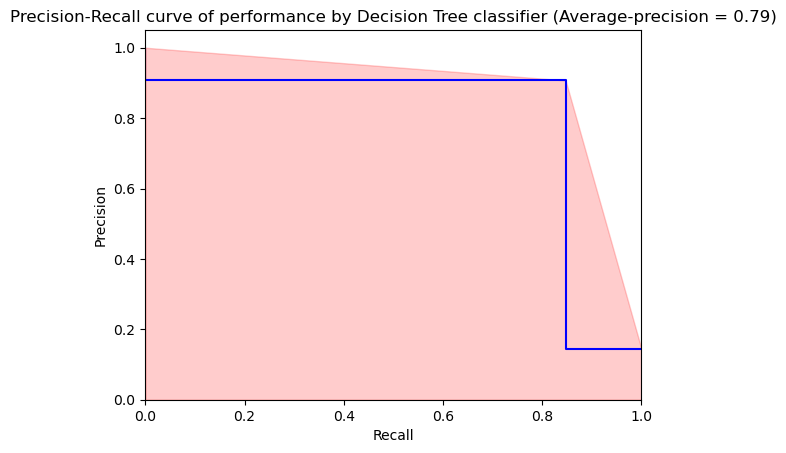 Precision-Recall curve of performance by Decision Tree classifier (Average-precision = 0.79)
1.0
0.8
0.6
0.4
0.2
0.0
Precision
0.0 0.2 0.4 0.6 0.8 1.0
Recall